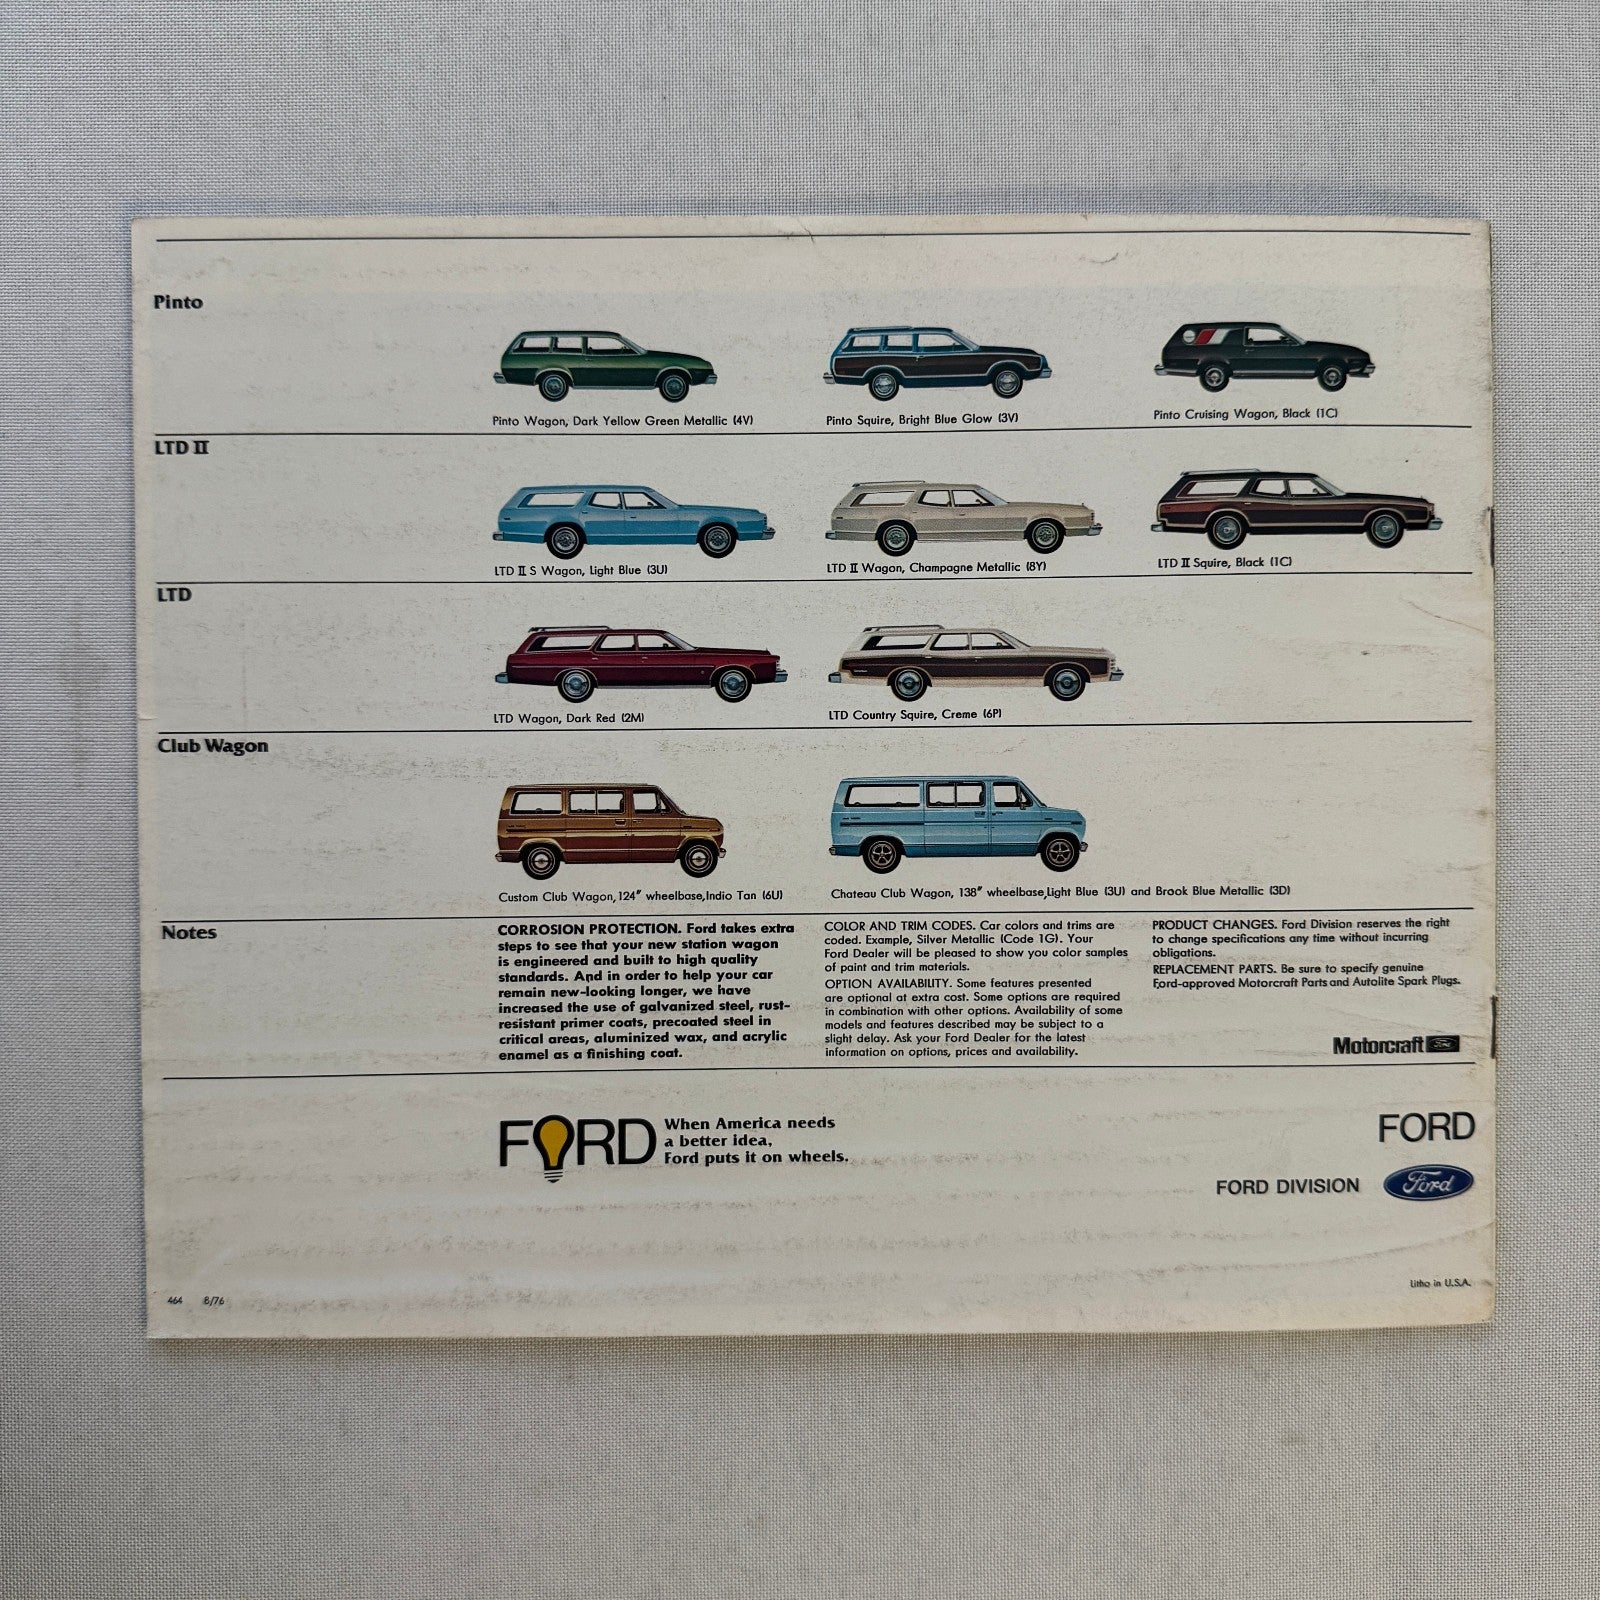 Pinto
Pinto Wagon, Dark Yellow Green Metallic (4V)
Pinto Squire, Bright Blue Glow (3V)
Pinto Cruising Wagon, Black (1C)
LTD II
LTD II S Wagon, Light Blue (3U)
LTD II Wagon, Champagne Metallic (8Y)
LTD II Squire, Black (1C)
LTD
LTD Wagon, Dark Red (2M)
LTD Country Squire, Creme (6P)
Club Wagon
Custom Club Wagon, 124" wheelbase, Indio Tan (6U)
Chateau Club Wagon, 138" wheelbase, Light Blue (3U) and Brook Blue Metallic (3D)
Notes
CORROSION PROTECTION. Ford takes extra
steps to see that your new station wagon
is engineered and built to high quality
standards. And in order to help your car
remain new-looking longer, we have
increased the use of galvanized steel, rust-
resistant primer coats, precoated steel in
critical areas, aluminized wax, and acrylic
enamel as a finishing coat.
COLOR AND TRIM CODES. Car colors and trims are
coded. Example, Silver Metallic (Code 1G). Your
Ford Dealer will be pleased to show you color samples
of paint and trim materials.
OPTION AVAILABILITY. Some features presented
are optional at extra cost. Some options are required
in combination with other options. Availability of some
models and features described may be subject to a
slight delay. Ask your Ford Dealer for the latest
information on options, prices and availability.
PRODUCT CHANGES. Ford Division reserves the right
to change specifications any time without incurring
obligations.
REPLACEMENT PARTS. Be sure to specify genuine
Ford-approved Motorcraft Parts and Autolite Spark Plugs.
Motorcraft Ford
FORD
When America needs
a better idea,
Ford puts it on wheels.
FORD
FORD DIVISION Ford
Litho in U.S.A.
464 8/76